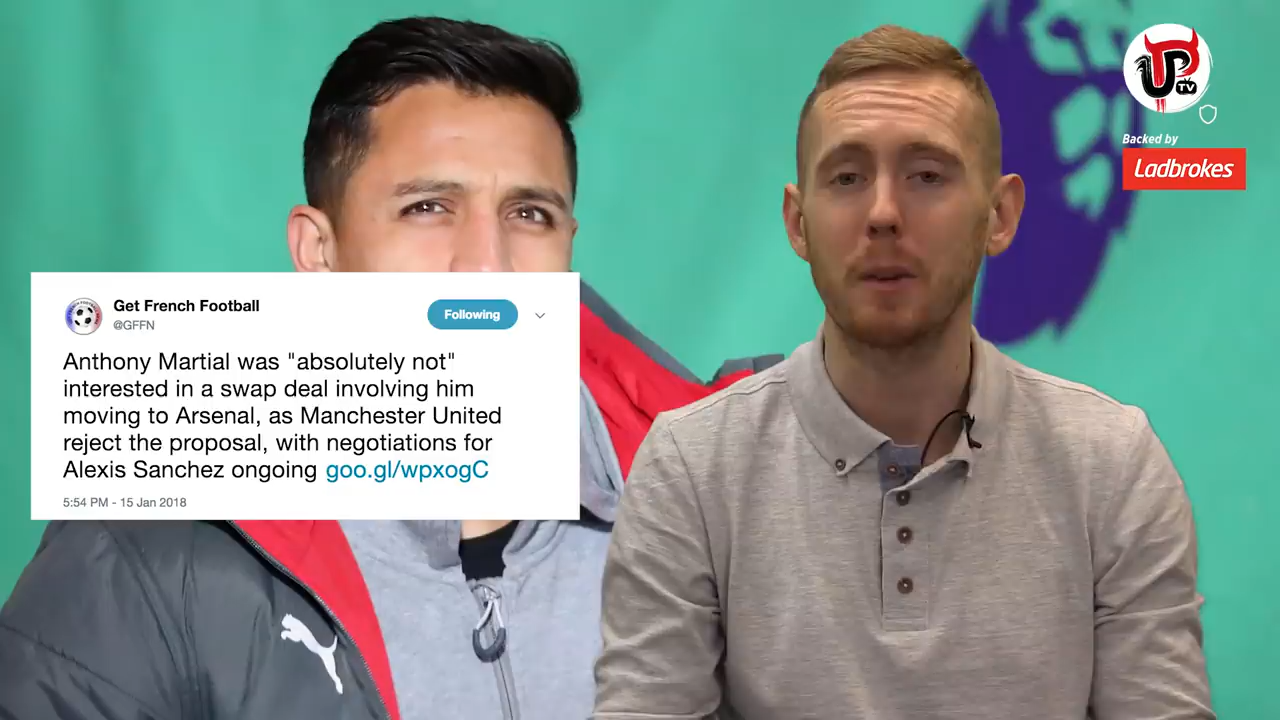 UP
TV
Backed by
Ladbrokes
Get French Football
@GFFN
Following
Anthony Martial was "absolutely not"
interested in a swap deal involving him
moving to Arsenal, as Manchester United
reject the proposal, with negotiations for
Alexis Sanchez ongoing goo.gl/wpxogC
5:54 PM - 15 Jan 2018